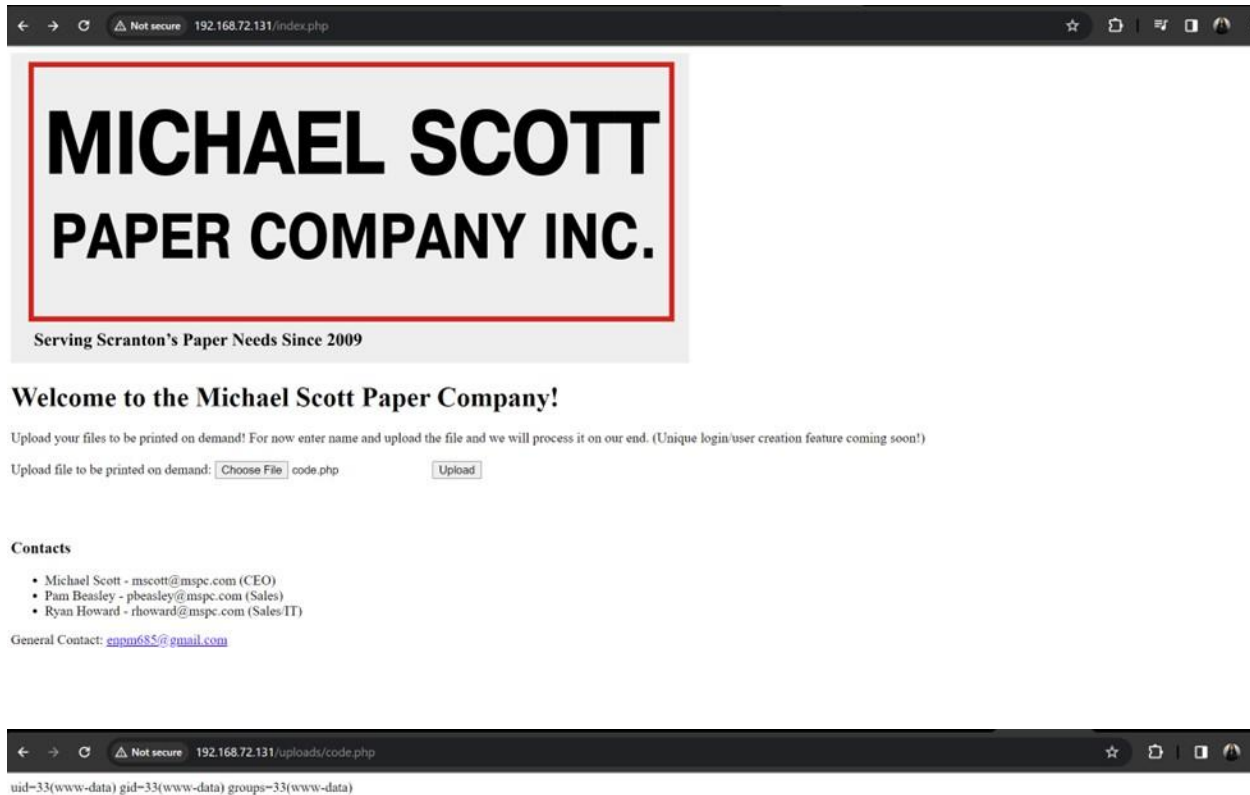 Not secure 192.168.72.131/index.php
MICHAEL SCOTT
PAPER COMPANY INC.
Serving Scranton's Paper Needs Since 2009
Welcome to the Michael Scott Paper Company!
Upload your files to be printed on demand! For now enter name and upload the file and we will process it on our end. (Unique login/user creation feature coming soon!)
Upload file to be printed on demand: Choose File code.php Upload
Contacts
• Michael Scott - mscott@mspc.com (CEO)
• Pam Beasley - pbeasley@mspc.com (Sales)
• Ryan Howard - rhoward@mspc.com (Sales/IT)
General Contact: enpm685@gmail.com
Not secure 192.168.72.131/uploads/code.php
uid=33(www-data) gid=33(www-data) groups=33(www-data)